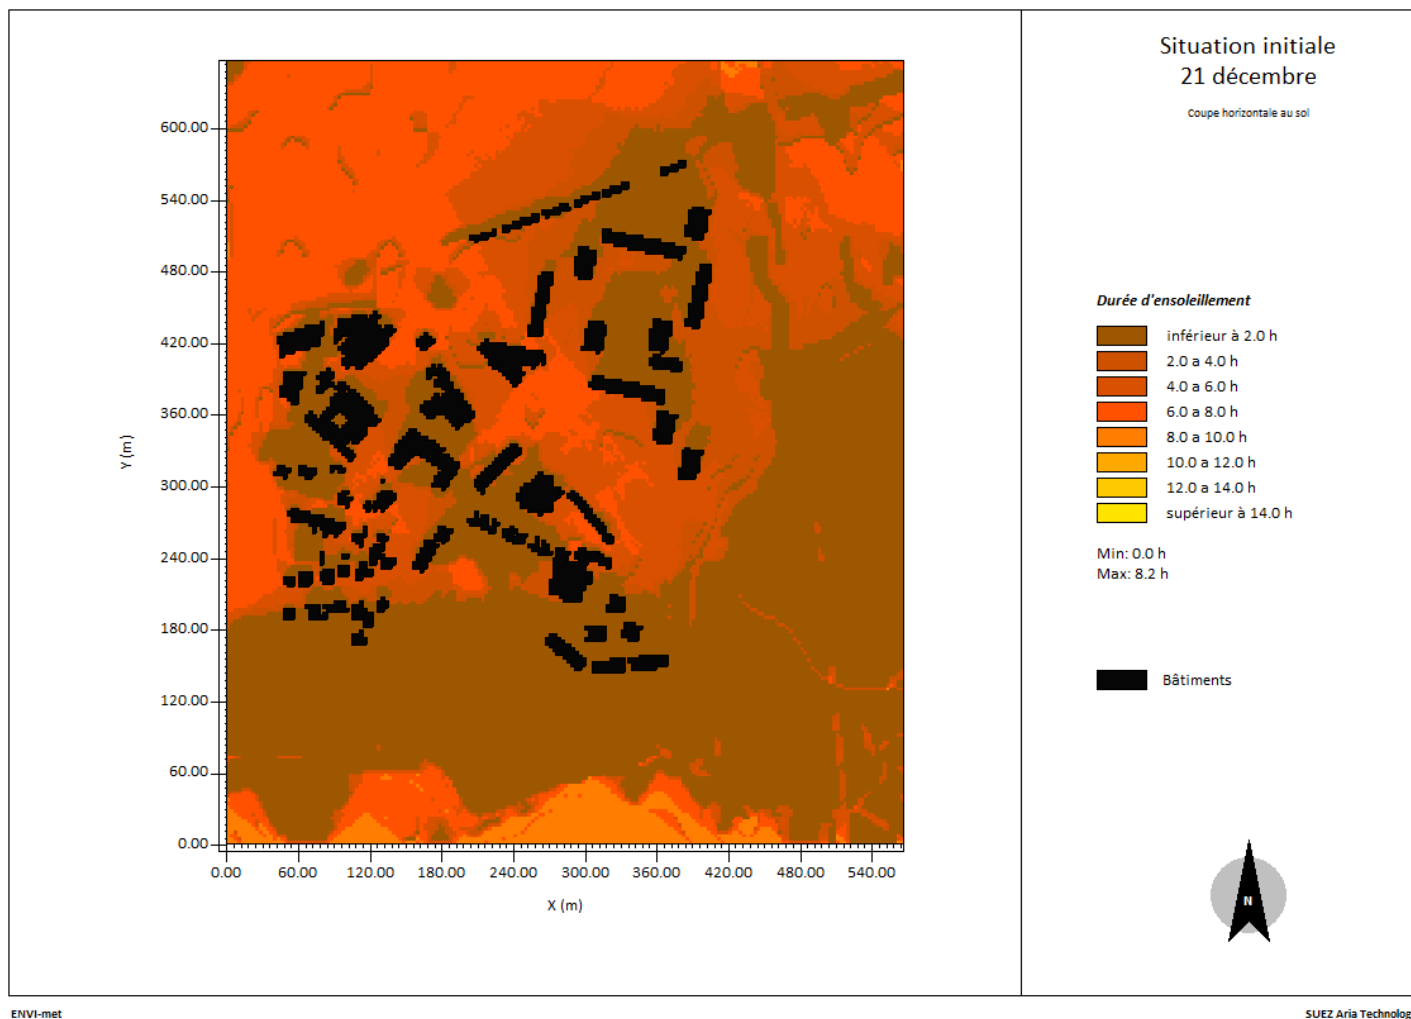 Situation initiale
21 décembre
Coupe horizontale au sol
600.00
540.00
480.00
420.00
360.00
300.00
240.00
180.00
120.00
60.00
0.00
Y (m)
0.00 60.00 120.00 180.00 240.00 300.00 360.00 420.00 480.00 540.00
X (m)
Durée d'ensoleillement
inférieur à 2.0 h
2.0 a 4.0 h
4.0 a 6.0 h
6.0 a 8.0 h
8.0 a 10.0 h
10.0 a 12.0 h
12.0 a 14.0 h
supérieur à 14.0 h
Min: 0.0 h
Max: 8.2 h
Bâtiments
N
ENVI-met
SUEZ Aria Technolog